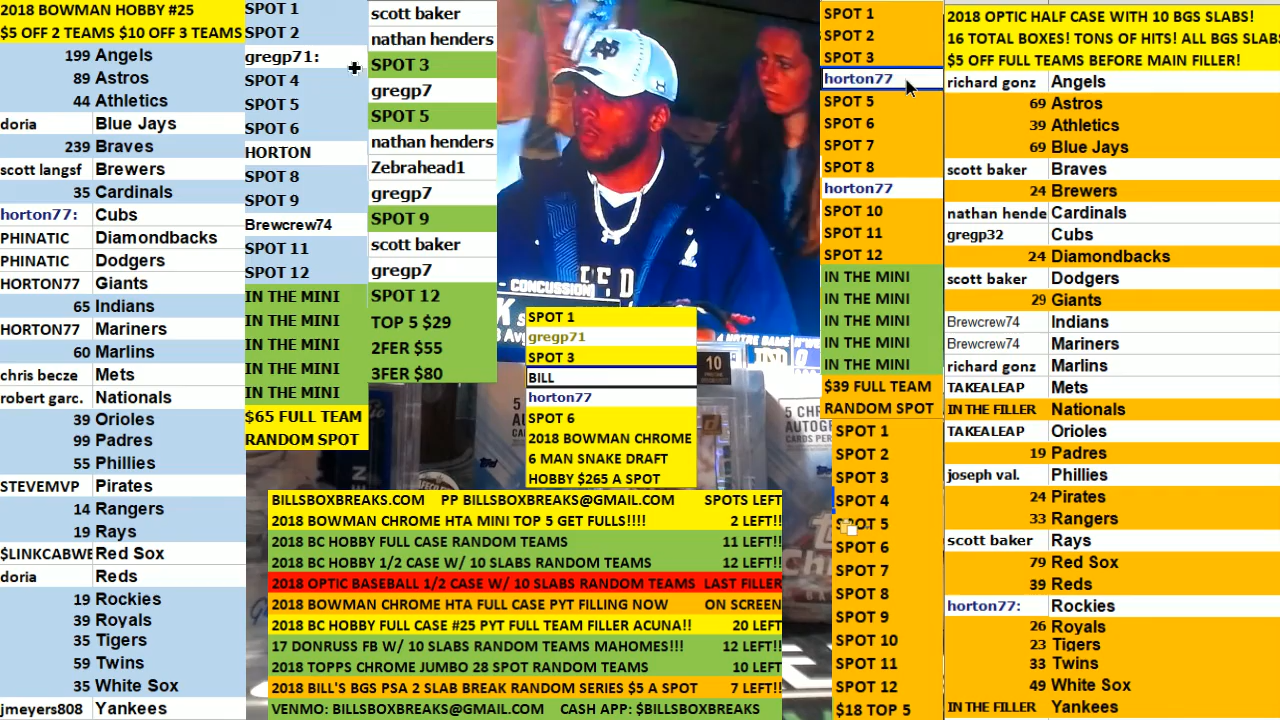 2018 BOWMAN HOBBY #25
$5 OFF 2 TEAMS $10 OFF 3 TEAMS
199 Angels
89 Astros
44 Athletics
doria Blue Jays
239 Braves
scott langsf Brewers
35 Cardinals
horton77: Cubs
PHINATIC Diamondbacks
PHINATIC Dodgers
HORTON77 Giants
65 Indians
HORTON77 Mariners
60 Marlins
chris becze Mets
robert garc. Nationals
39 Orioles
99 Padres
55 Phillies
STEVEMVP Pirates
14 Rangers
19 Rays
$LINKCABWE Red Sox
doria Reds
19 Rockies
39 Royals
35 Tigers
59 Twins
35 White Sox
jmeyers808 Yankees
SPOT 1
SPOT 2
gregp71:
SPOT 4
SPOT 5
SPOT 6
HORTON
SPOT 8
SPOT 9
Brewcrew74
SPOT 11
SPOT 12
IN THE MINI
IN THE MINI
IN THE MINI
IN THE MINI
IN THE MINI
$65 FULL TEAM
RANDOM SPOT
scott baker
nathan henders
SPOT 3
gregp7
SPOT 5
nathan henders
Zebrahead1
gregp7
SPOT 9
scott baker
gregp7
SPOT 12
TOP 5 $29
2FER $55
3FER $80
- CONCUSSION)
SPOT 1
gregp71
SPOT 3
BILL
horton77
SPOT 6
2018 BOWMAN CHROME
6 MAN SNAKE DRAFT
HOBBY $265 A SPOT
10
BILLSBOXBREAKS.COM PP BILLSBOXBREAKS@GMAIL.COM SPOTS LEFT
2018 BOWMAN CHROME HTA MINI TOP 5 GET FULLS!!!! 2 LEFT!!
2018 BC HOBBY FULL CASE RANDOM TEAMS 11 LEFT!!
2018 BC HOBBY 1/2 CASE W/ 10 SLABS RANDOM TEAMS 12 LEFT!!
2018 OPTIC BASEBALL 1/2 CASE W/ 10 SLABS RANDOM TEAMS LAST FILLER
2018 BOWMAN CHROME HTA FULL CASE PYT FILLING NOW ON SCREEN
2018 BC HOBBY FULL CASE #25 PYT FULL TEAM FILLER ACUNA!! 20 LEFT
17 DONRUSS FB W/ 10 SLABS RANDOM TEAMS MAHOMES!!! 12 LEFT!!
2018 TOPPS CHROME JUMBO 28 SPOT RANDOM TEAMS 10 LEFT
2018 BILL'S BGS PSA 2 SLAB BREAK RANDOM SERIES $5 A SPOT 7 LEFT!!
VENMO: BILLSBOXBREAKS@GMAIL.COM CASH APP: $BILLSBOXBREAKS
SPOT 1
SPOT 2
SPOT 3
horton77
SPOT 5
SPOT 6
SPOT 7
SPOT 8
horton77
SPOT 10
SPOT 11
SPOT 12
IN THE MINI
IN THE MINI
IN THE MINI
IN THE MINI
IN THE MINI
$39 FULL TEAM
RANDOM SPOT
SPOT 1
SPOT 2
SPOT 3
SPOT 4
SPOT 5
SPOT 6
SPOT 7
SPOT 8
SPOT 9
SPOT 10
SPOT 11
SPOT 12
$18 TOP 5
2018 OPTIC HALF CASE WITH 10 BGS SLABS!
16 TOTAL BOXES! TONS OF HITS! ALL BGS SLABS
$5 OFF FULL TEAMS BEFORE MAIN FILLER!
richard gonz Angels
69 Astros
39 Athletics
69 Blue Jays
scott baker Braves
24 Brewers
nathan hende Cardinals
gregp32 Cubs
24 Diamondbacks
scott baker Dodgers
29 Giants
Brewcrew74 Indians
Brewcrew74 Mariners
richard gonz Marlins
TAKEALEAP Mets
IN THE FILLER Nationals
TAKEALEAP Orioles
19 Padres
joseph val. Phillies
24 Pirates
33 Rangers
scott baker Rays
79 Red Sox
39 Reds
horton77: Rockies
26 Royals
23 Tigers
33 Twins
49 White Sox
IN THE FILLER Yankees